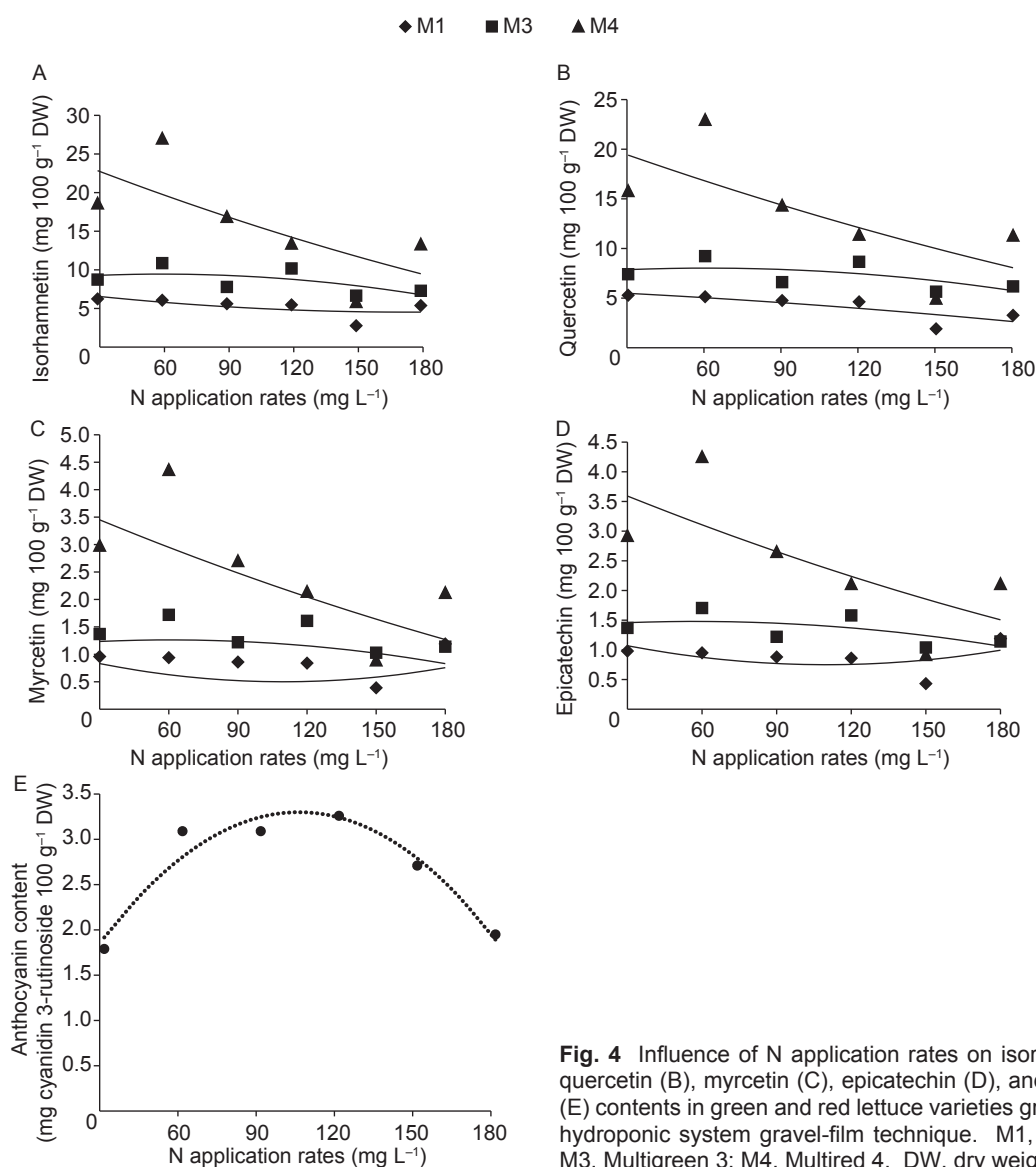 ◆ M1 ■ M3 ▲ M4
A
Isorhamnetin (mg 100 g⁻¹ DW)
30
25
20
15
10
5
0
60 90 120 150 180
N application rates (mg L⁻¹)
B
Quercetin (mg 100 g⁻¹ DW)
25
20
15
10
5
0
60 90 120 150 180
N application rates (mg L⁻¹)
C
Myrcetin (mg 100 g⁻¹ DW)
5.0
4.5
4.0
3.5
3.0
2.5
2.0
1.5
1.0
0.5
0
60 90 120 150 180
N application rates (mg L⁻¹)
D
Epicatechin (mg 100 g⁻¹ DW)
4.5
4.0
3.5
3.0
2.5
2.0
1.5
1.0
0.5
0
60 90 120 150 180
N application rates (mg L⁻¹)
E
Anthocyanin content
(mg cyanidin 3-rutinoside 100 g⁻¹ DW)
3.5
3.0
2.5
2.0
1.5
1.0
0.5
0
60 90 120 150 180
N application rates (mg L⁻¹)
Fig. 4 Influence of N application rates on
quercetin (B), myrcetin (C), epicatechin (D),
(E) contents in green and red lettuce varieties
hydroponic system gravel-film technique. M1,
M3, Multigreen 3; M4, Multired 4. DW, dry